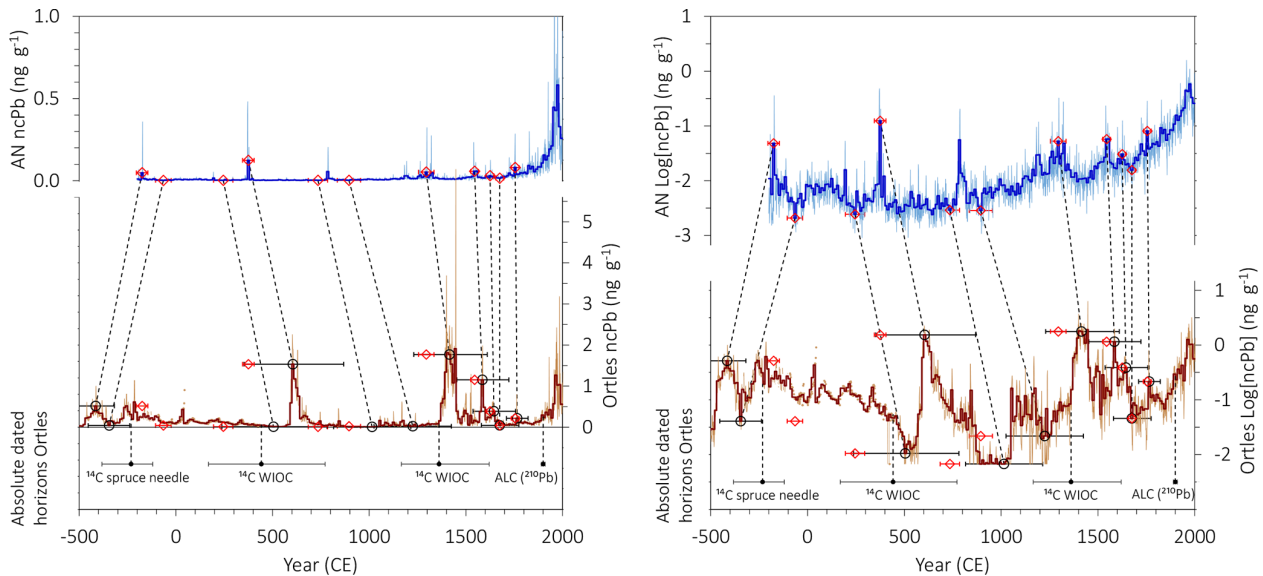 1.0
0.5
0.0
AN ncPb (ng g⁻¹)
5
4
3
2
1
0
Ortles ncPb (ng g⁻¹)
Absolute dated
horizons Ortles
¹⁴C spruce needle
¹⁴C WIOC
¹⁴C WIOC
ALC (²¹⁰Pb)
-500 0 500 1000 1500 2000
Year (CE)
1
0
-1
-2
-3
AN Log[ncPb] (ng g⁻¹)
1
0
-1
-2
Ortles Log[ncPb] (ng g⁻¹)
Absolute dated
horizons Ortles
¹⁴C spruce needle
¹⁴C WIOC
¹⁴C WIOC
ALC (²¹⁰Pb)
-500 0 500 1000 1500 2000
Year (CE)